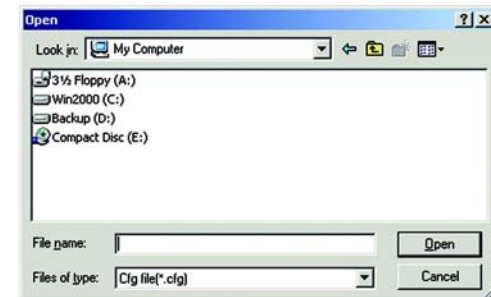 Open
Look in: My Computer
3½ Floppy (A:)
Win2000 (C:)
Backup (D:)
Compact Disc (E:)
File name: Open
Files of type: Cfg file(*.cfg) Cancel